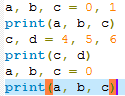 a, b, c = 0, 1
print(a, b, c)
c, d = 4, 5, 6
print(c, d)
a, b, c = 0
print(a, b, c)